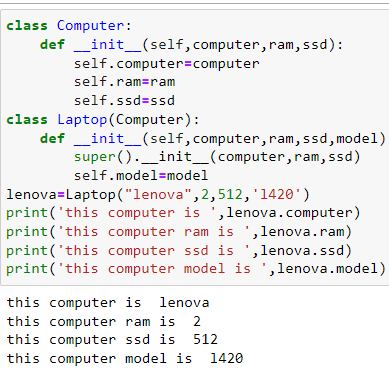 class Computer:
    def __init__(self,computer,ram,ssd):
        self.computer=computer
        self.ram=ram
        self.ssd=ssd
class Laptop(Computer):
    def __init__(self,computer,ram,ssd,model)
        super().__init__(computer,ram,ssd)
        self.model=model
lenova=Laptop("lenova",2,512,'l420')
print('this computer is ',lenova.computer)
print('this computer ram is ',lenova.ram)
print('this computer ssd is ',lenova.ssd)
print('this computer model is ',lenova.model)
this computer is  lenova
this computer ram is  2
this computer ssd is  512
this computer model is  l420